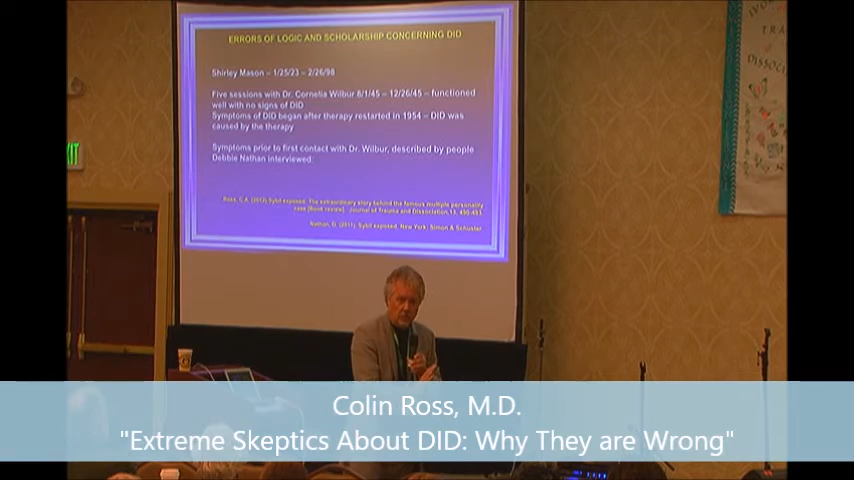 ERRORS OF LOGIC AND SCHOLARSHIP CONCERNING DID
Shirley Mason – 1/25/23 – 2/26/98
Five sessions with Dr. Cornelia Wilbur 8/1/45 – 12/26/45 – functioned
well with no signs of DID
Symptoms of DID began after therapy restarted in 1954 – DID was
caused by the therapy
Symptoms prior to first contact with Dr. Wilbur, described by people
Debbie Nathan interviewed:
Ross, C.A. (2012) Sybil exposed. The extraordinary story behind the famous multiple personality
case [Book review]. Journal of Trauma and Dissociation, 13, 490-493.
Nathan, D. (2011). Sybil exposed. New York: Simon & Schuster.
TRA
DISSOCIA
XIT
Colin Ross, M.D.
"Extreme Skeptics About DID: Why They are Wrong"